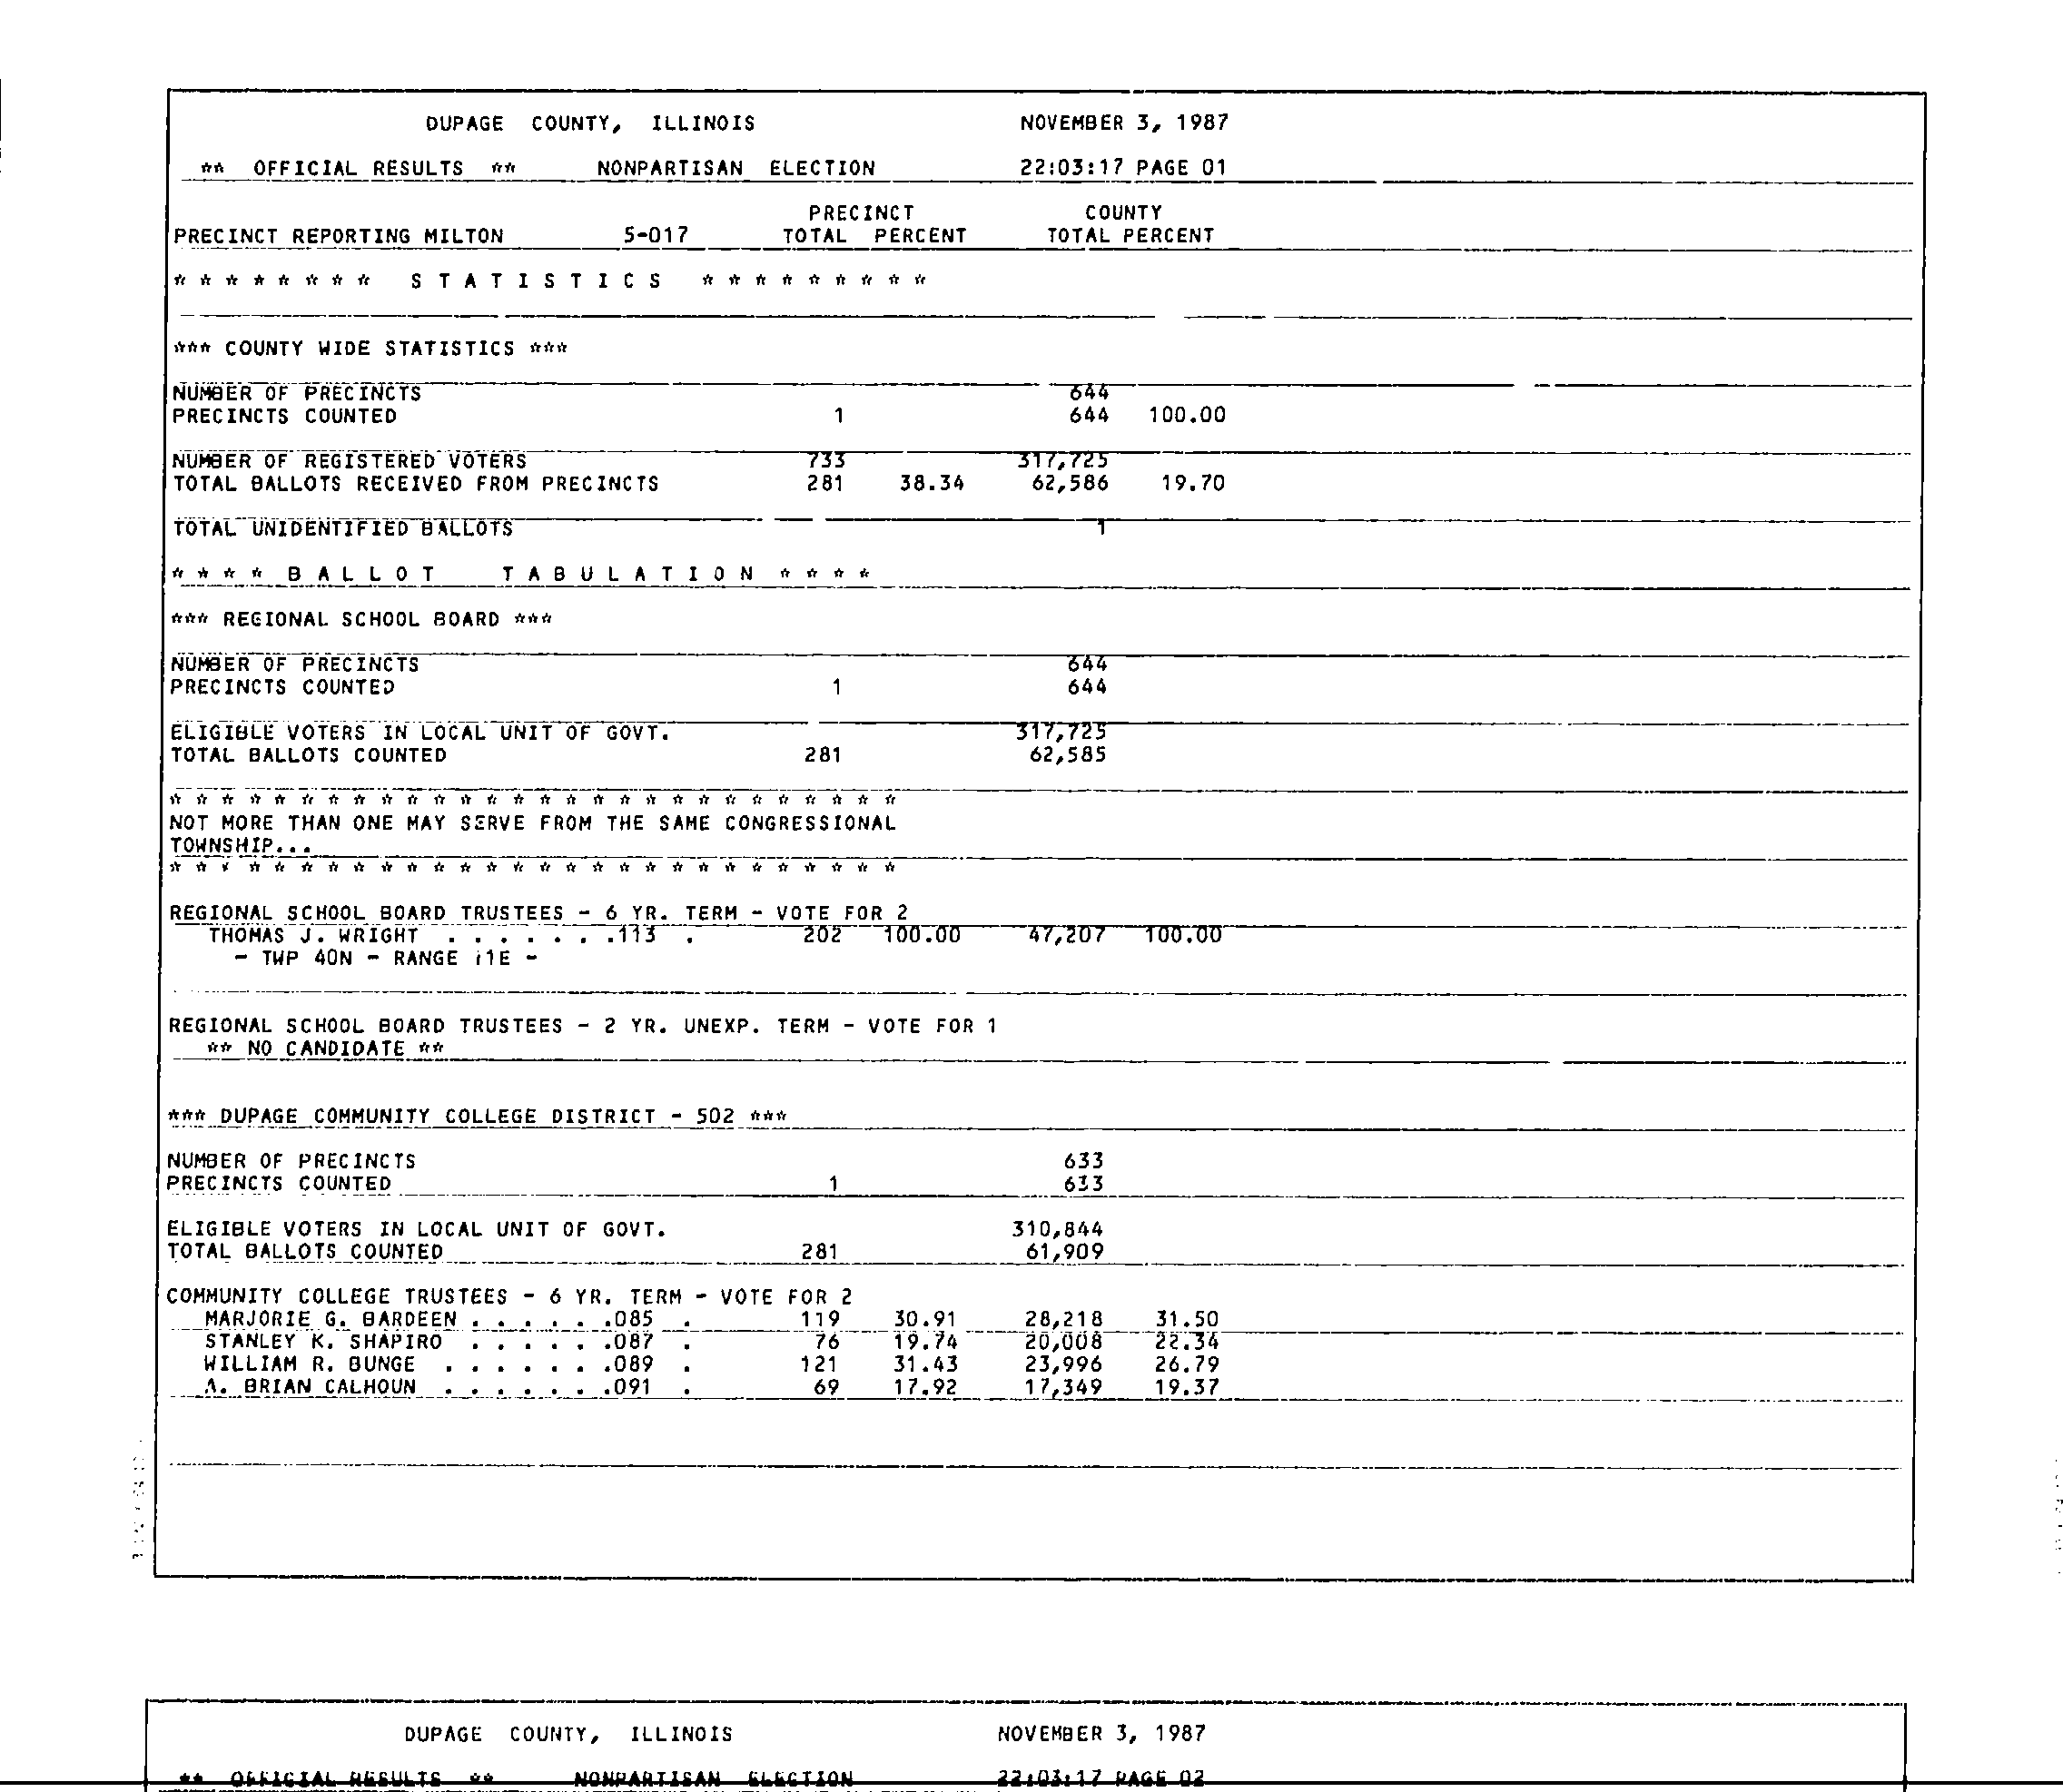 DUPAGE COUNTY, ILLINOIS NOVEMBER 3, 1987
** OFFICIAL RESULTS ** NONPARTISAN ELECTION 22:03:17 PAGE 01
PRECINCT COUNTY
PRECINCT REPORTING MILTON 5-017 TOTAL PERCENT TOTAL PERCENT
* * * * * * * * S T A T I S T I C S * * * * * * * * *
*** COUNTY WIDE STATISTICS ***
NUMBER OF PRECINCTS 644
PRECINCTS COUNTED 1 644 100.00
NUMBER OF REGISTERED VOTERS 733 317,725
TOTAL BALLOTS RECEIVED FROM PRECINCTS 281 38.34 62,586 19.70
TOTAL UNIDENTIFIED BALLOTS 1
* * * * B A L L O T T A B U L A T I O N * * * *
*** REGIONAL SCHOOL BOARD ***
NUMBER OF PRECINCTS 644
PRECINCTS COUNTED 1 644
ELIGIBLE VOTERS IN LOCAL UNIT OF GOVT. 317,725
TOTAL BALLOTS COUNTED 281 62,585
* * * * * * * * * * * * * * * * * * * * * * * * * * * *
NOT MORE THAN ONE MAY SERVE FROM THE SAME CONGRESSIONAL
TOWNSHIP...
* * * * * * * * * * * * * * * * * * * * * * * * * * * *
REGIONAL SCHOOL BOARD TRUSTEES - 6 YR. TERM - VOTE FOR 2
THOMAS J. WRIGHT . . . . . . .113 . 202 100.00 47,207 100.00
- TWP 40N - RANGE 11E -
REGIONAL SCHOOL BOARD TRUSTEES - 2 YR. UNEXP. TERM - VOTE FOR 1
** NO CANDIDATE **
*** DUPAGE COMMUNITY COLLEGE DISTRICT - 502 ***
NUMBER OF PRECINCTS 633
PRECINCTS COUNTED 1 633
ELIGIBLE VOTERS IN LOCAL UNIT OF GOVT. 310,844
TOTAL BALLOTS COUNTED 281 61,909
COMMUNITY COLLEGE TRUSTEES - 6 YR. TERM - VOTE FOR 2
MARJORIE G. BARDEEN . . . . . .085 . 119 30.91 28,218 31.50
STANLEY K. SHAPIRO . . . . . .087 . 76 19.74 20,008 22.34
WILLIAM R. BUNGE . . . . . . .089 . 121 31.43 23,996 26.79
A. BRIAN CALHOUN . . . . . . .091 . 69 17.92 17,349 19.37
DUPAGE COUNTY, ILLINOIS NOVEMBER 3, 1987
** OFFICIAL RESULTS ** NONPARTISAN ELECTION 22:03:17 PAGE 02